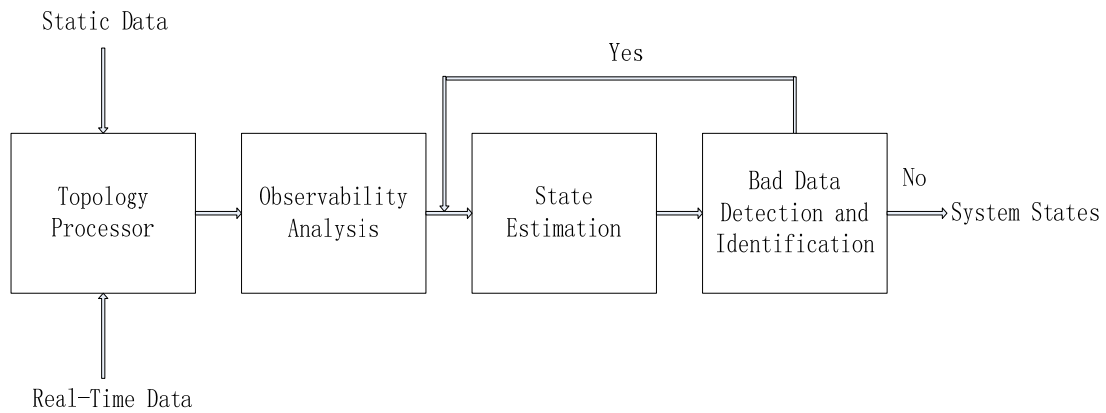 Static Data
Yes
Topology
Processor
Observability
Analysis
State
Estimation
Bad Data
Detection and
Identification
No
System States
Real-Time Data